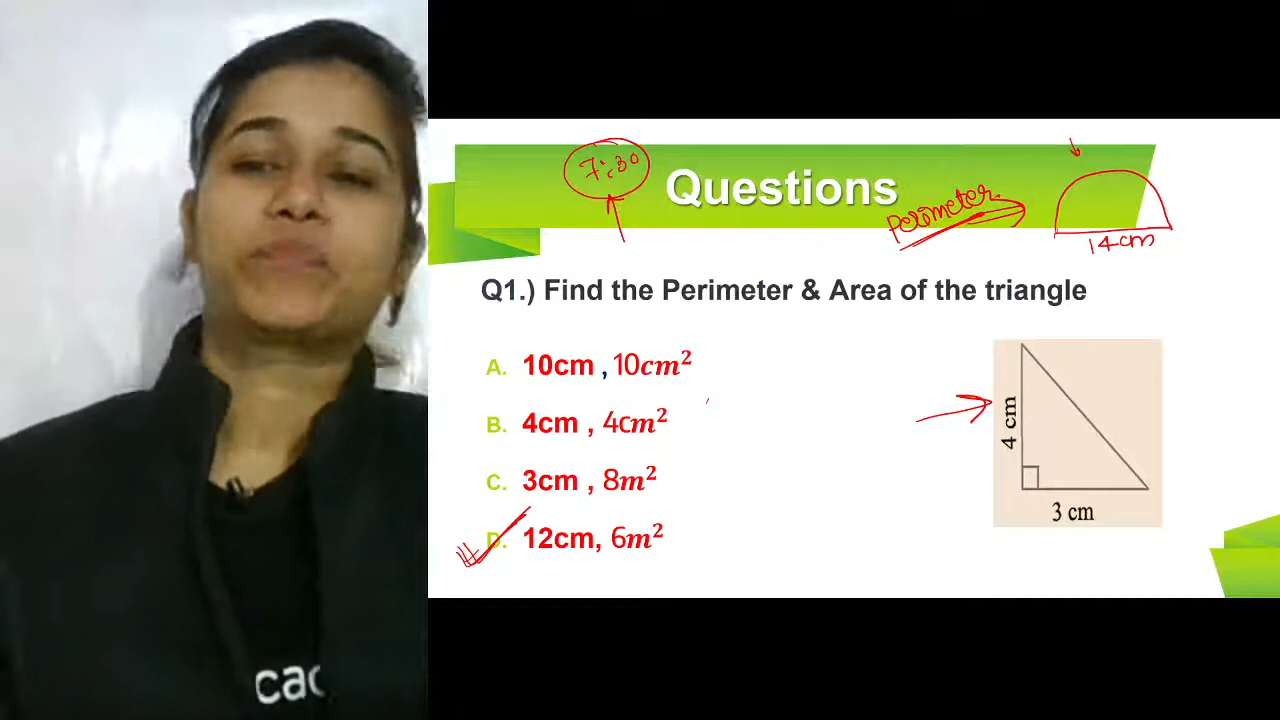 7:30
Questions
Perimeter
14cm
Q1.) Find the Perimeter & Area of the triangle
A. 10cm , 10cm²
B. 4cm , 4cm²
C. 3cm , 8m²
D. 12cm, 6m²
4 cm
3 cm
cac